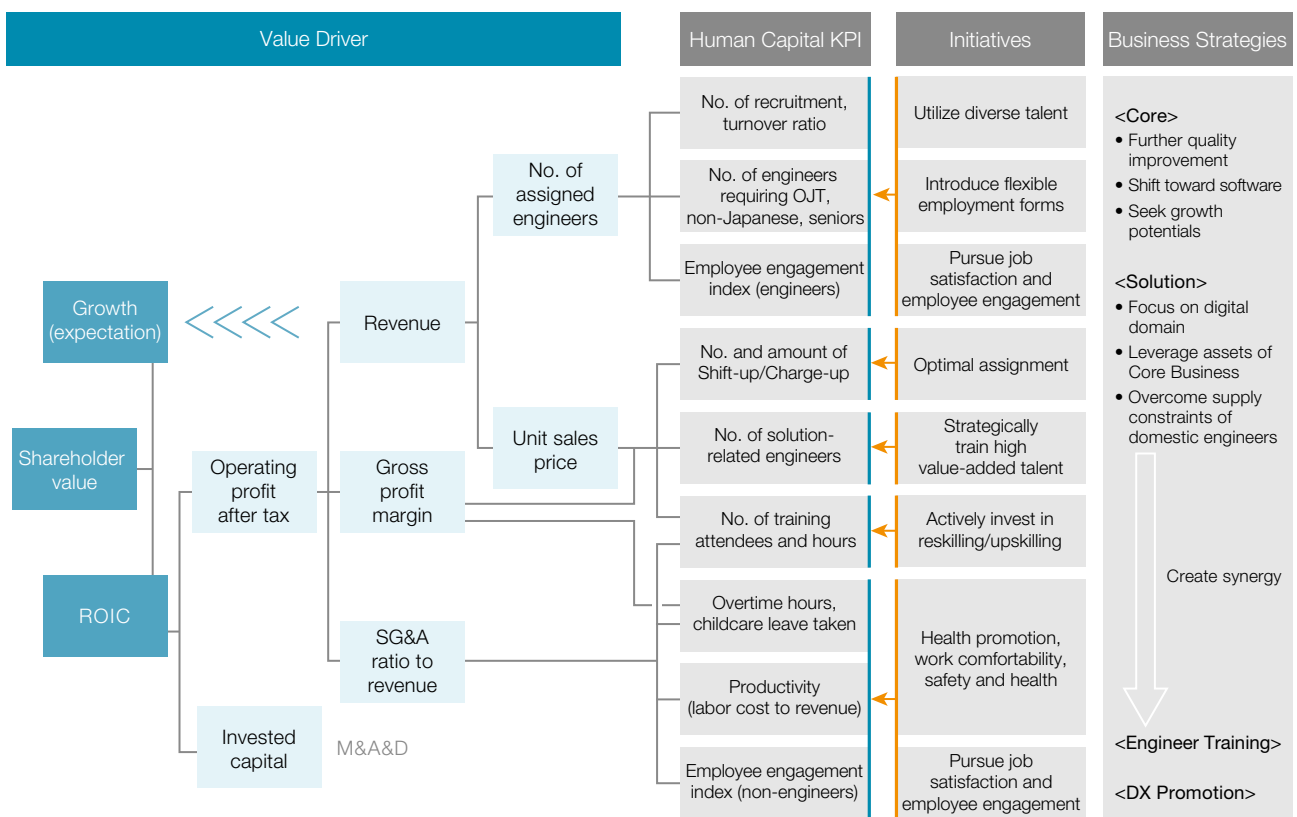 Value Driver
Human Capital KPI
Initiatives
Business Strategies
Growth
(expectation)
Shareholder
value
ROIC
Operating
profit
after tax
Invested
capital
M&A&D
Revenue
Gross
profit
margin
SG&A
ratio to
revenue
No. of
assigned
engineers
Unit sales
price
No. of recruitment,
turnover ratio
No. of engineers
requiring OJT,
non-Japanese, seniors
Employee engagement
index (engineers)
No. and amount of
Shift-up/Charge-up
No. of solution-
related engineers
No. of training
attendees and hours
Overtime hours,
childcare leave taken
Productivity
(labor cost to revenue)
Employee engagement
index (non-engineers)
Utilize diverse talent
Introduce flexible
employment forms
Pursue job
satisfaction and
employee engagement
Optimal assignment
Strategically
train high
value-added talent
Actively invest in
reskilling/upskilling
Health promotion,
work comfortability,
safety and health
Pursue job
satisfaction and
employee engagement
<Core>
• Further quality
improvement
• Shift toward software
• Seek growth
potentials
<Solution>
• Focus on digital
domain
• Leverage assets of
Core Business
• Overcome supply
constraints of
domestic engineers
Create synergy
<Engineer Training>
<DX Promotion>